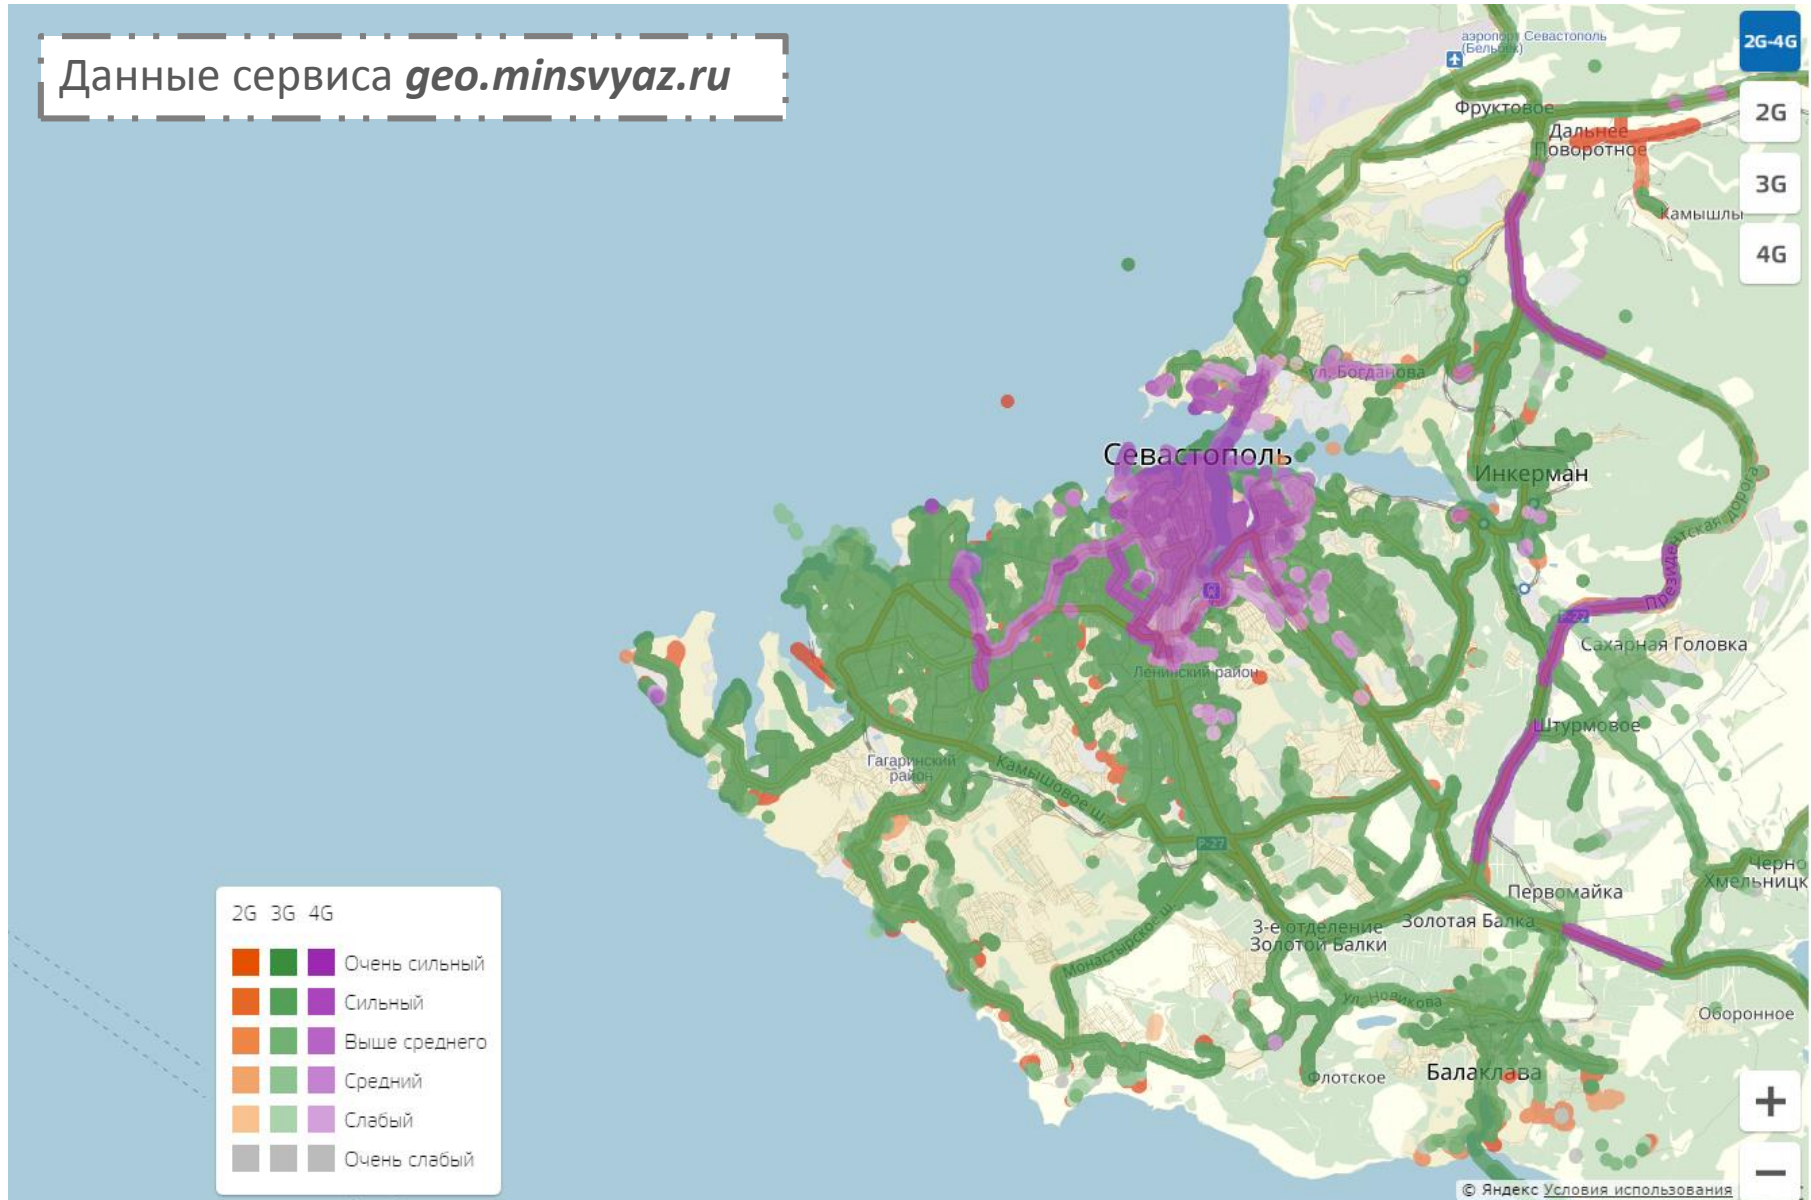 Данные сервиса geo.minsvyaz.ru
аэропорт Севастополь
(Бельбек)
2G-4G
Фруктовое
2G
Дальнее
Поворотное
3G
Камышлы
4G
ул. Богданова
Севастополь
Инкерман
Президентская дорога
Р-27
Сахарная Головка
Ленинский район
Штурмовое
Гагаринский
район
Камышовое ш.
Р-27
Черно
Хмельницк
Первомайка
Золотая Балка
3-е отделение
Золотой Балки
Монастырское ш.
ул. Новикова
Оборонное
Флотское
Балаклава
2G 3G 4G
Очень сильный
Сильный
Выше среднего
Средний
Слабый
Очень слабый
+
−
© Яндекс Условия использования